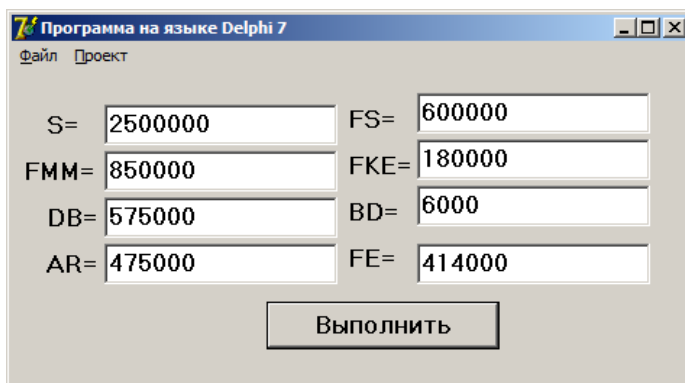 Программа на языке Delphi 7
Файл Проект
S= 2500000 FS= 600000
FMM= 850000 FKE= 180000
DB= 575000 BD= 6000
AR= 475000 FE= 414000
Выполнить